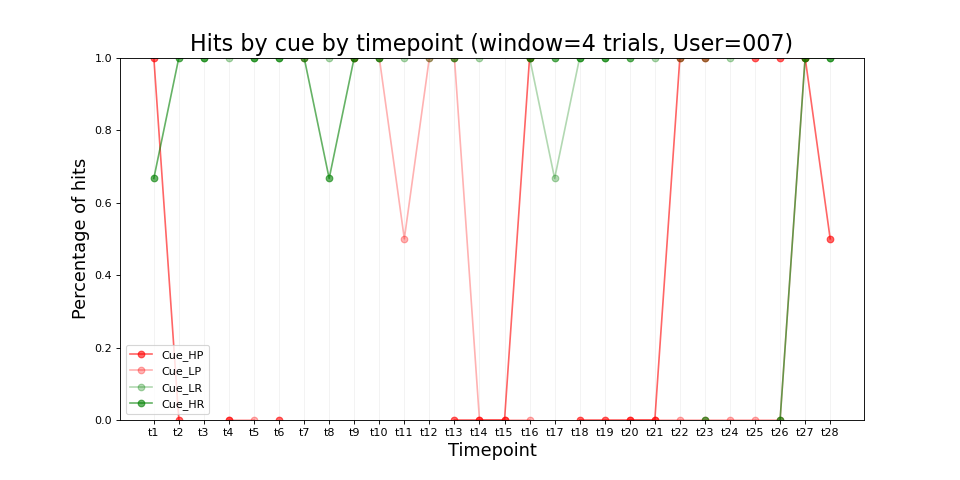 Hits by cue by timepoint (window=4 trials, User=007)
1.0
0.8
0.6
0.4
0.2
0.0
Percentage of hits
Cue_HP
Cue_LP
Cue_LR
Cue_HR
t1 t2 t3 t4 t5 t6 t7 t8 t9 t10 t11 t12 t13 t14 t15 t16 t17 t18 t19 t20 t21 t22 t23 t24 t25 t26 t27 t28
Timepoint